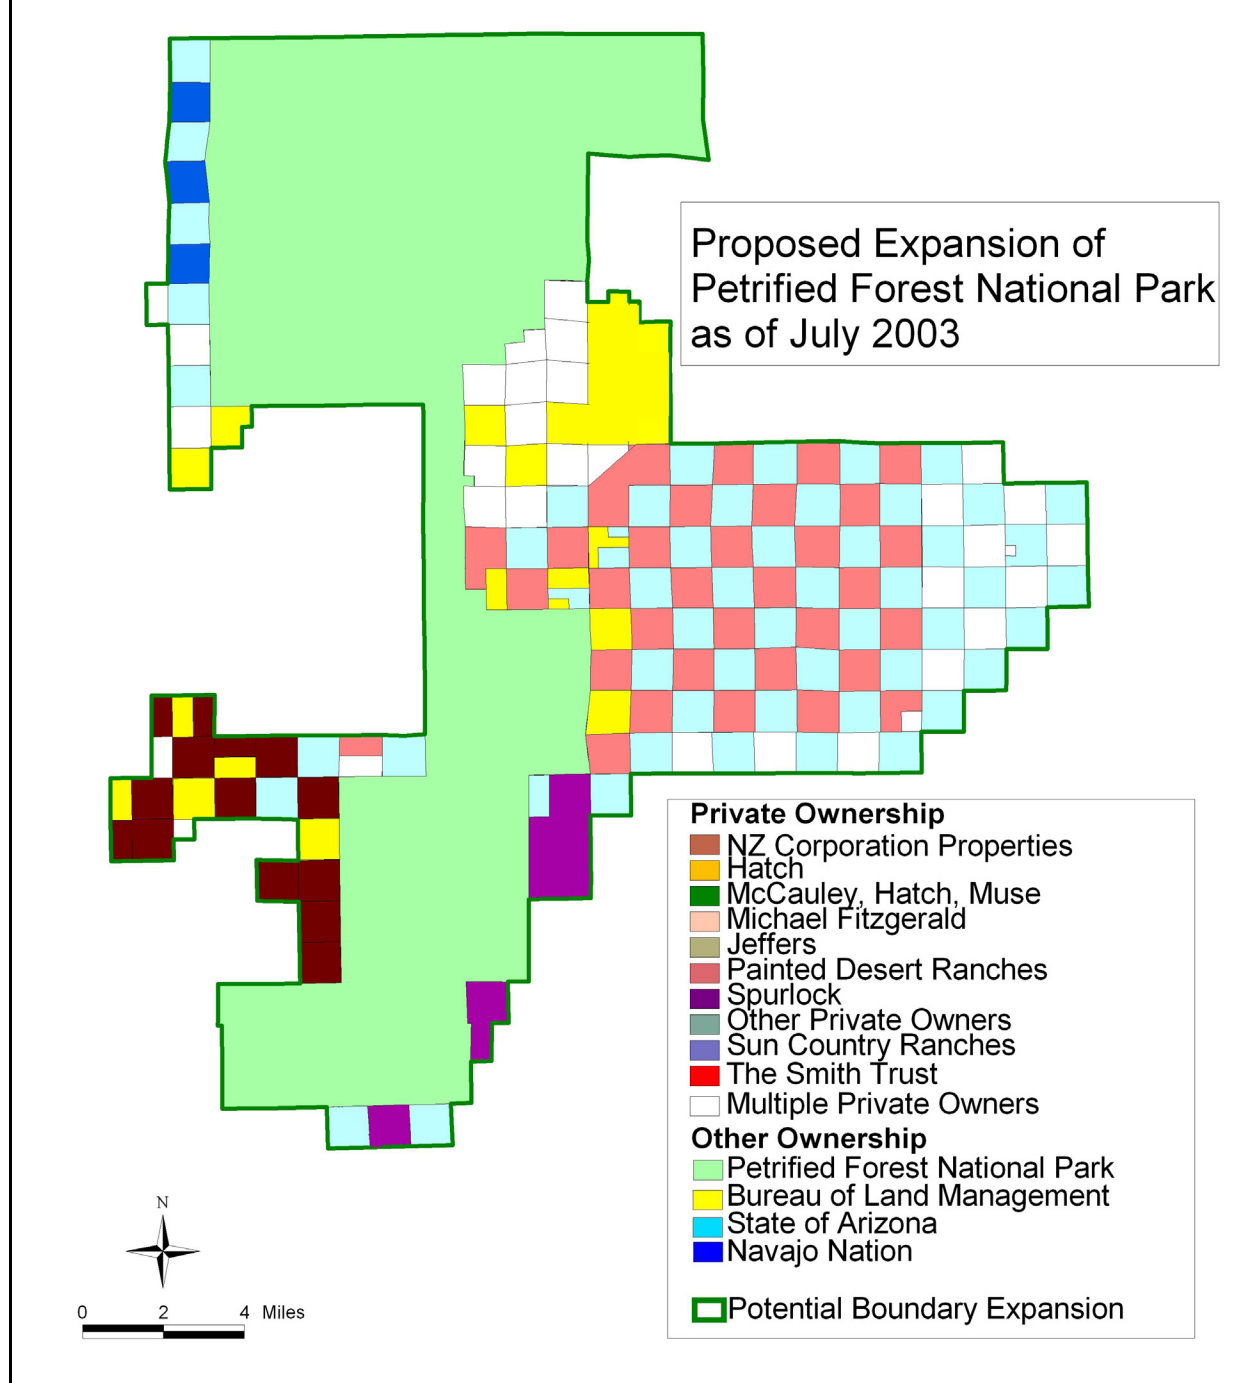 Proposed Expansion of
Petrified Forest National Park
as of July 2003
Private Ownership
NZ Corporation Properties
Hatch
McCauley, Hatch, Muse
Michael Fitzgerald
Jeffers
Painted Desert Ranches
Spurlock
Other Private Owners
Sun Country Ranches
The Smith Trust
Multiple Private Owners
Other Ownership
Petrified Forest National Park
Bureau of Land Management
State of Arizona
Navajo Nation
Potential Boundary Expansion
N
0 2 4 Miles